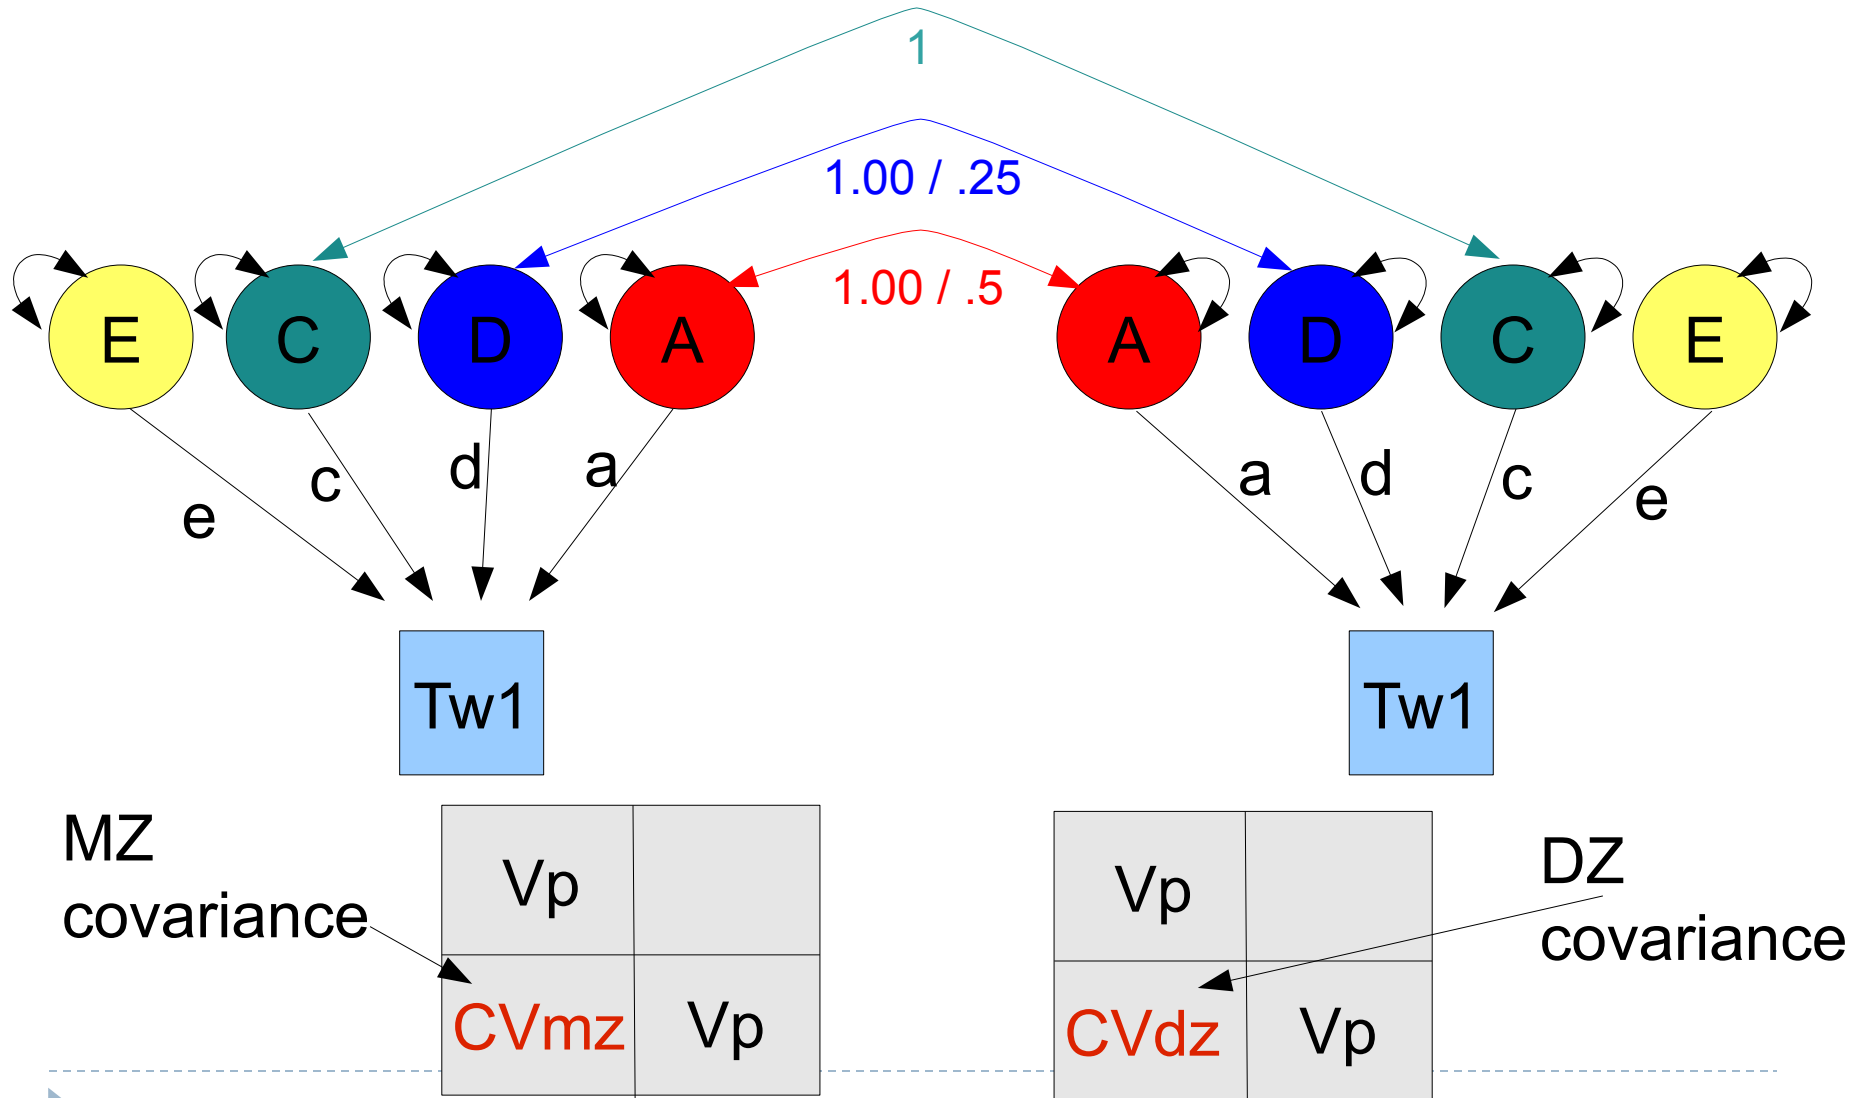 1
1.00 / .25
1.00 / .5
E C D A A D C E
e c d a a d c e
Tw1 Tw1
MZ
covariance
Vp
CVmz Vp
Vp
CVdz Vp
DZ
covariance